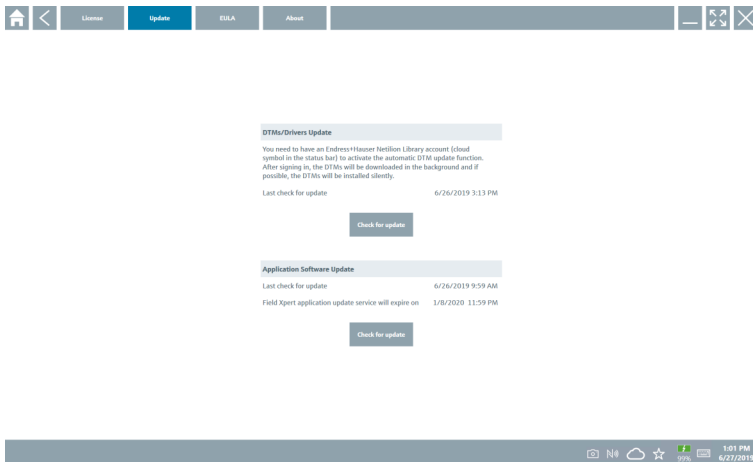 License Update EULA About
DTMs/Drivers Update
You need to have an Endress+Hauser Netilion Library account (cloud
symbol in the status bar) to activate the automatic DTM update function.
After signing in, the DTMs will be downloaded in the background and if
possible, the DTMs will be installed silently.
Last check for update 6/26/2019 3:13 PM
Check for update
Application Software Update
Last check for update 6/26/2019 9:59 AM
Field Xpert application update service will expire on 1/8/2020 11:59 PM
Check for update
1:01 PM
99% 6/27/2019